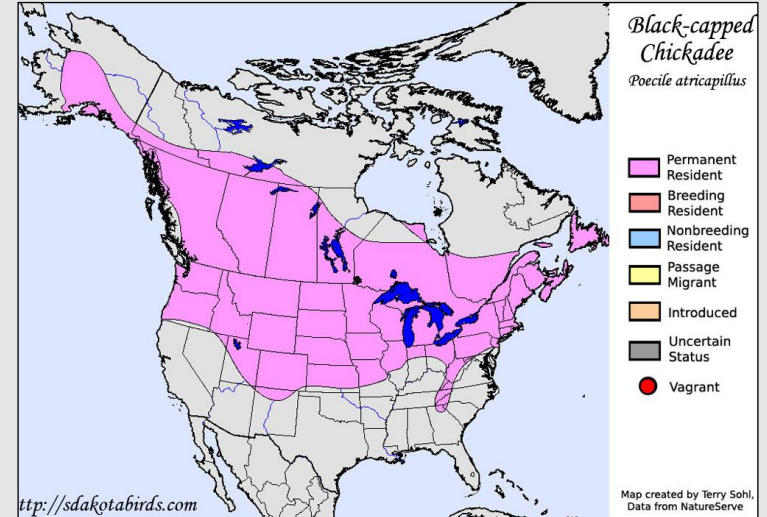 Black-capped
Chickadee
Poecile atricapillus
Permanent
Resident
Breeding
Resident
Nonbreeding
Resident
Passage
Migrant
Introduced
Uncertain
Status
Vagrant
ttp://sdakotabirds.com
Map created by Terry Sohl,
Data from NatureServe